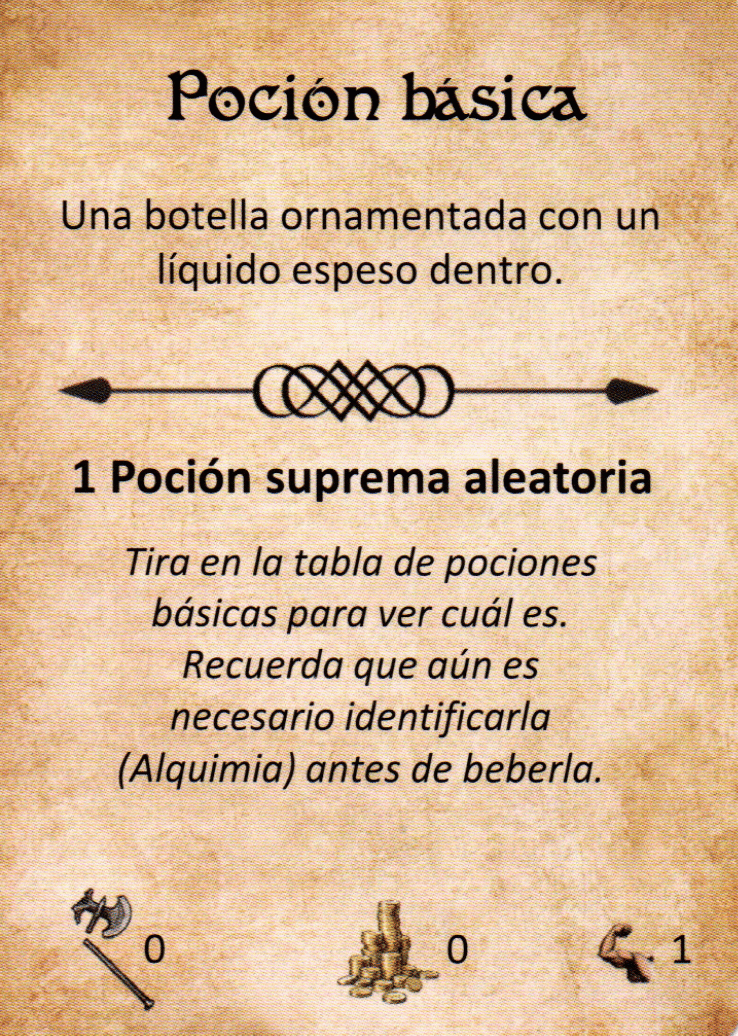 Poción básica
Una botella ornamentada con un
líquido espeso dentro.
1 Poción suprema aleatoria
Tira en la tabla de pociones
básicas para ver cuál es.
Recuerda que aún es
necesario identificarla
(Alquimia) antes de beberla.
0 0 1